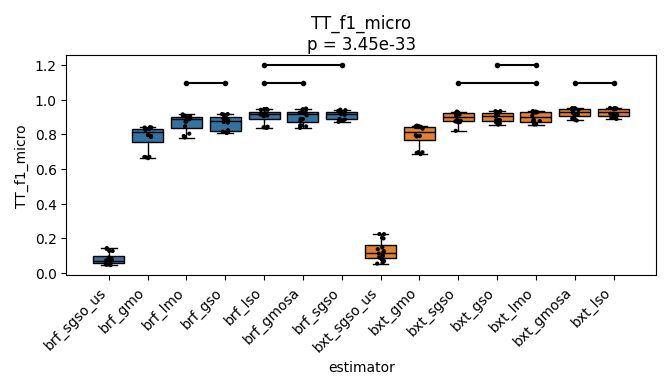 TT_f1_micro
p = 3.45e-33
TT_f1_micro
1.2
1.0
0.8
0.6
0.4
0.2
0.0
brf_sgso_us
brf_gmo
brf_lmo
brf_gso
brf_lso
brf_gmosa
brf_sgso
bxt_sgso_us
bxt_gmo
bxt_sgso
bxt_gso
bxt_lmo
bxt_gmosa
bxt_lso
estimator